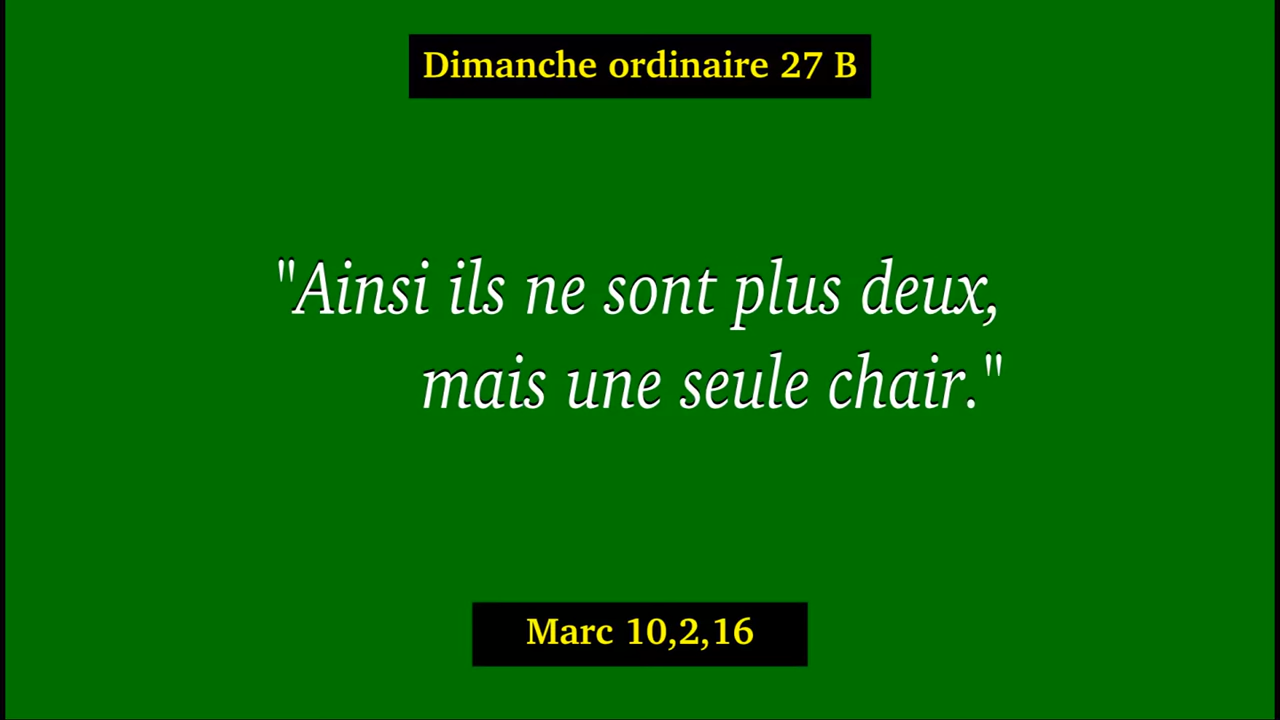 Dimanche ordinaire 27 B
"Ainsi ils ne sont plus deux,
mais une seule chair."
Marc 10,2,16